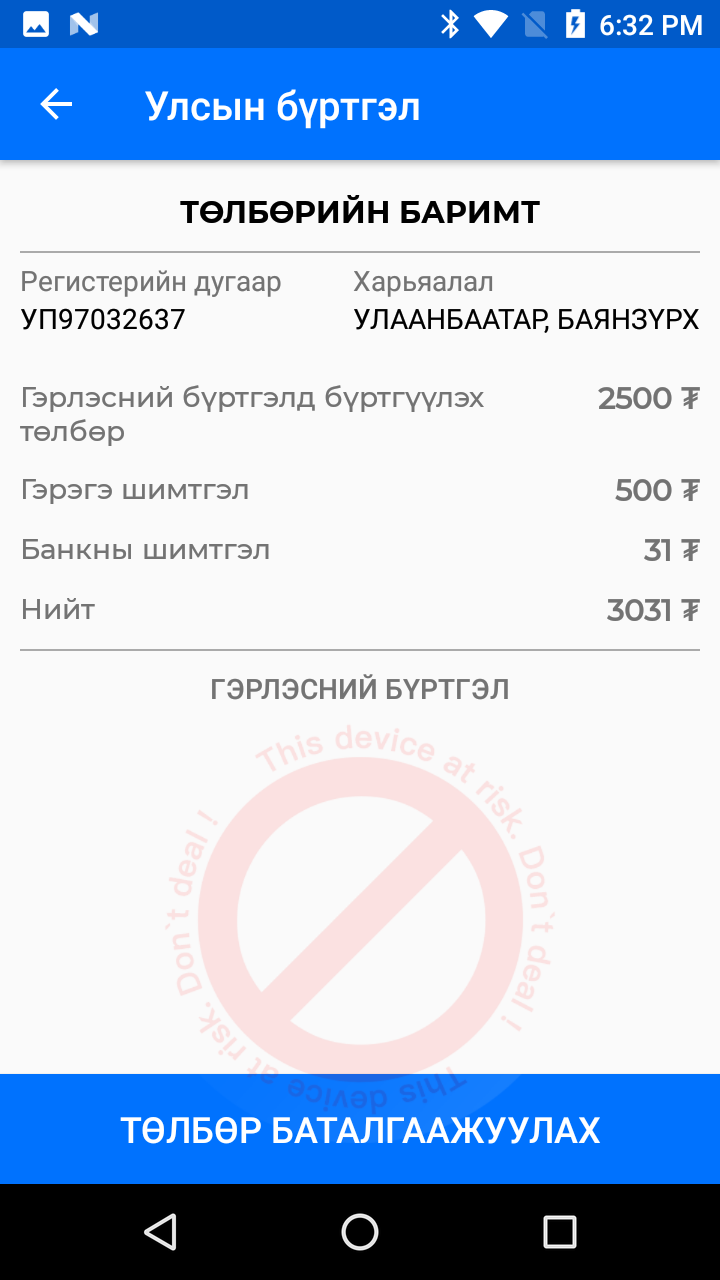 6:32 PM
Улсын бүртгэл
ТӨЛБӨРИЙН БАРИМТ
Регистерийн дугаар
Харьяалал
УП97032637
УЛААНБААТАР, БАЯНЗҮРХ
Гэрлэсний бүртгэлд бүртгүүлэх
төлбөр
2500 ₮
Гэрэгэ шимтгэл
500 ₮
Банкны шимтгэл
31 ₮
Нийт
3031 ₮
ГЭРЛЭСНИЙ БҮРТГЭЛ
This device at risk. Don`t deal !
This device at risk. Don`t deal !
ТӨЛБӨР БАТАЛГААЖУУЛАХ